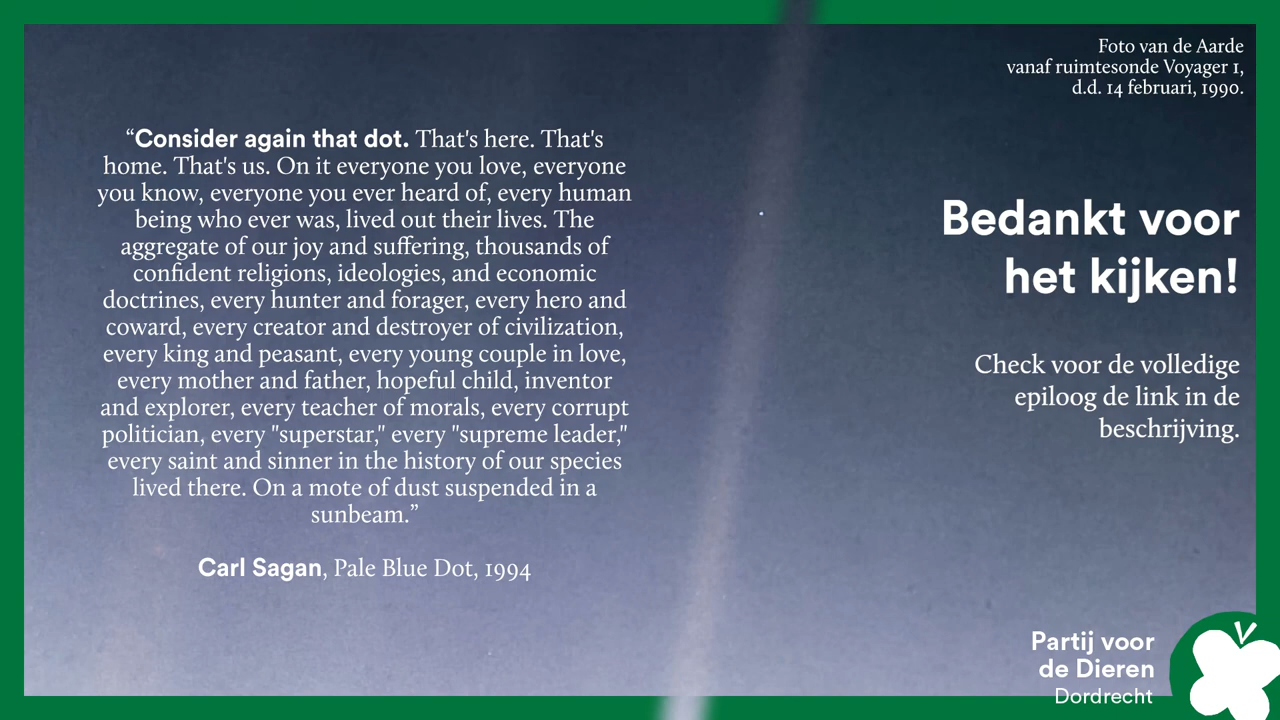 Foto van de Aarde
vanaf ruimtesonde Voyager 1,
d.d. 14 februari, 1990.
“Consider again that dot. That's here. That's
home. That's us. On it everyone you love, everyone
you know, everyone you ever heard of, every human
being who ever was, lived out their lives. The
aggregate of our joy and suffering, thousands of
confident religions, ideologies, and economic
doctrines, every hunter and forager, every hero and
coward, every creator and destroyer of civilization,
every king and peasant, every young couple in love,
every mother and father, hopeful child, inventor
and explorer, every teacher of morals, every corrupt
politician, every "superstar," every "supreme leader,"
every saint and sinner in the history of our species
lived there. On a mote of dust suspended in a
sunbeam.”
Carl Sagan, Pale Blue Dot, 1994
Bedankt voor
het kijken!
Check voor de volledige
epiloog de link in de
beschrijving.
Partij voor
de Dieren
Dordrecht